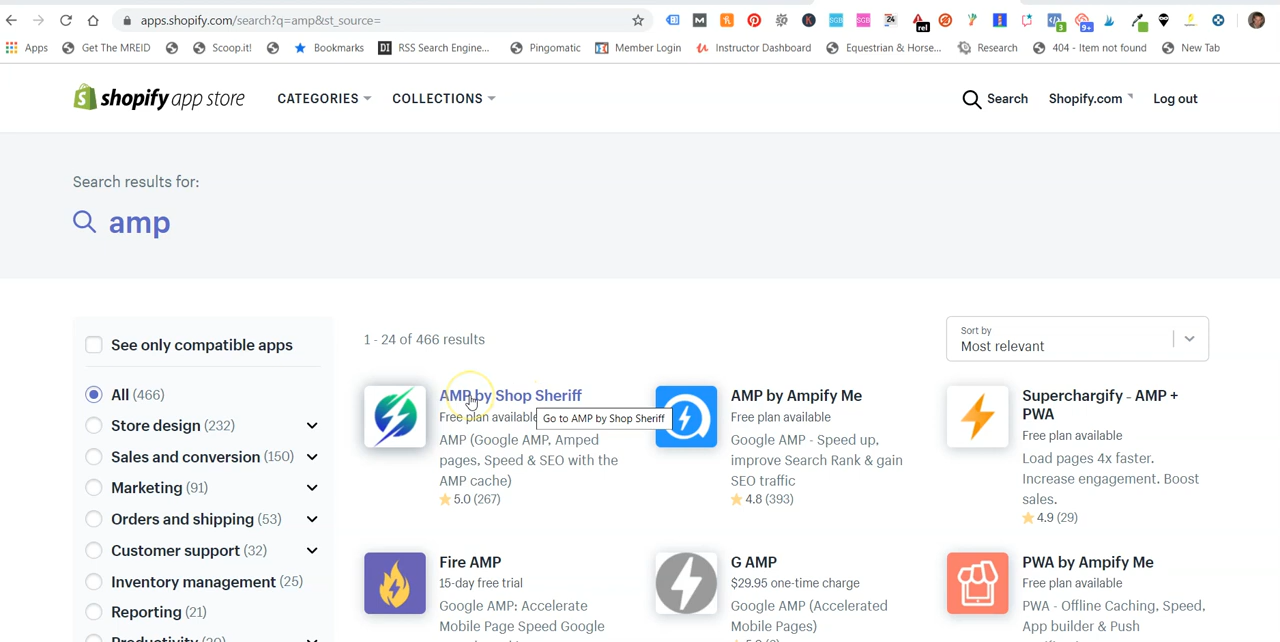 apps.shopify.com/search?q=amp&st_source=
SGB
SGB
24
rel
3
9+
Apps
Get The MREID
Scoop.it!
Bookmarks
DI
RSS Search Engine...
Pingomatic
Member Login
Instructor Dashboard
Equestrian & Horse...
Research
404 - Item not found
New Tab
shopify app store
CATEGORIES
COLLECTIONS
Search
Shopify.com
Log out
Search results for:
amp
See only compatible apps
All (466)
Store design (232)
Sales and conversion (150)
Marketing (91)
Orders and shipping (53)
Customer support (32)
Inventory management (25)
Reporting (21)
1 - 24 of 466 results
Sort by
Most relevant
AMP by Shop Sheriff
Free plan available
Go to AMP by Shop Sheriff
AMP (Google AMP, Amped
pages, Speed & SEO with the
AMP cache)
5.0 (267)
AMP by Ampify Me
Free plan available
Google AMP - Speed up,
improve Search Rank & gain
SEO traffic
4.8 (393)
Superchargify - AMP +
PWA
Free plan available
Load pages 4x faster.
Increase engagement. Boost
sales.
4.9 (29)
Fire AMP
15-day free trial
Google AMP: Accelerate
Mobile Page Speed Google
G AMP
$29.95 one-time charge
Google AMP (Accelerated
Mobile Pages)
PWA by Ampify Me
Free plan available
PWA - Offline Caching, Speed,
App builder & Push